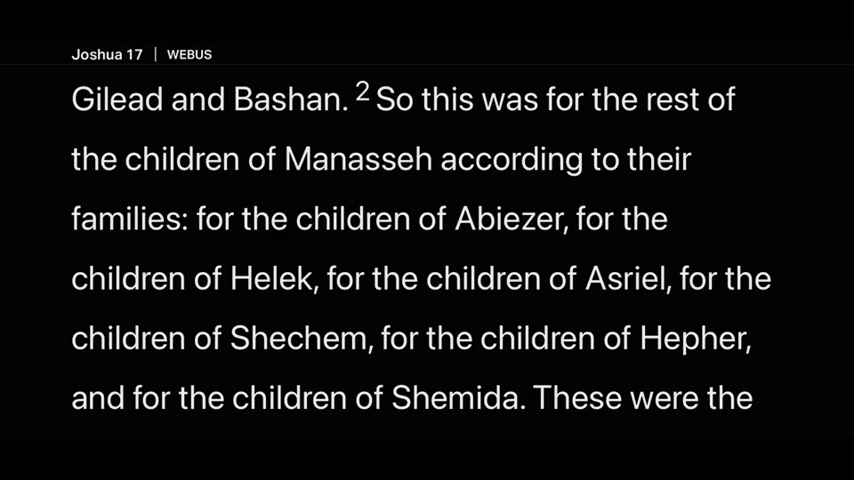 Joshua 17 | WEBUS
Gilead and Bashan. 2 So this was for the rest of
the children of Manasseh according to their
families: for the children of Abiezer, for the
children of Helek, for the children of Asriel, for the
children of Shechem, for the children of Hepher,
and for the children of Shemida. These were the